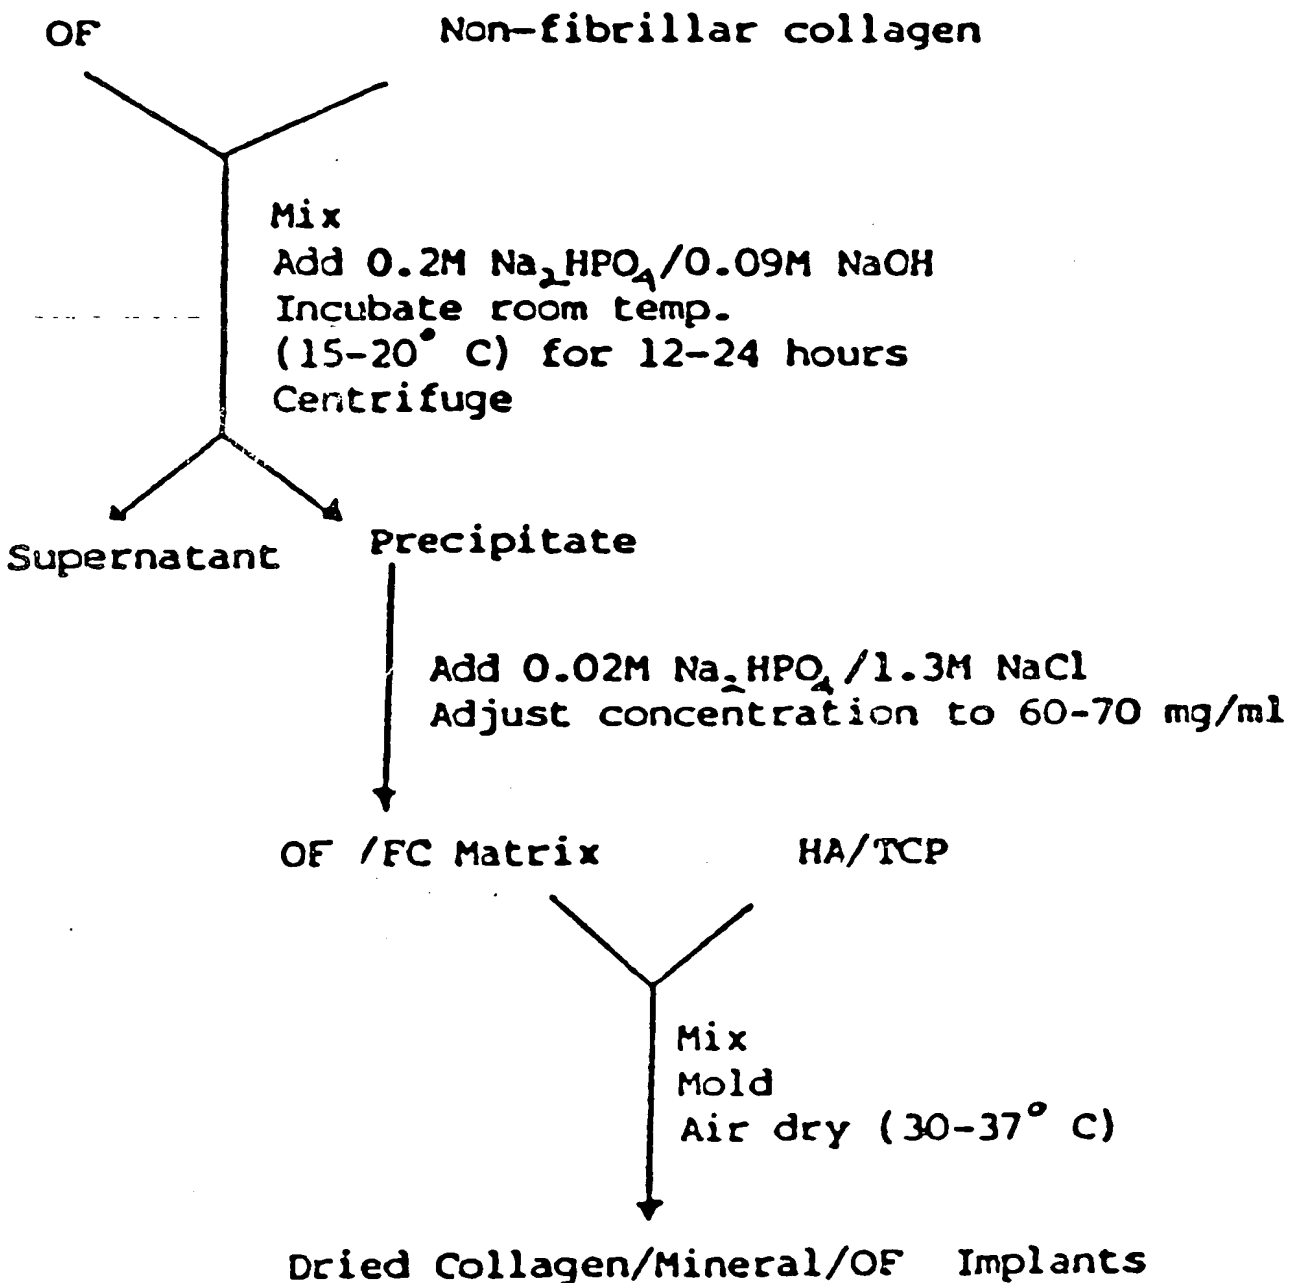 OF Non-fibrillar collagen
Mix
Add 0.2M Na₂HPO₄/0.09M NaOH
Incubate room temp.
(15-20° C) for 12-24 hours
Centrifuge
Supernatant Precipitate
Add 0.02M Na₂HPO₄/1.3M NaCl
Adjust concentration to 60-70 mg/ml
OF /FC Matrix HA/TCP
Mix
Mold
Air dry (30-37° C)
Dried Collagen/Mineral/OF Implants